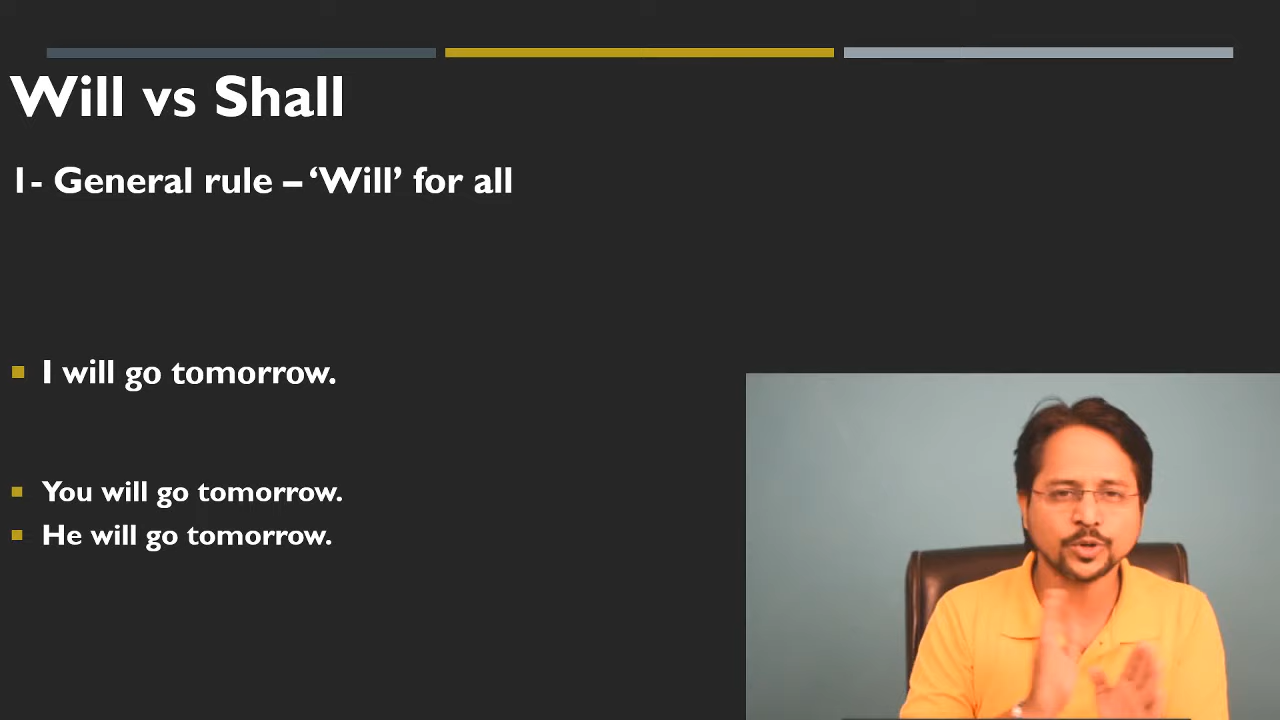 Will vs Shall
1- General rule – ‘Will’ for all
I will go tomorrow.
You will go tomorrow.
He will go tomorrow.